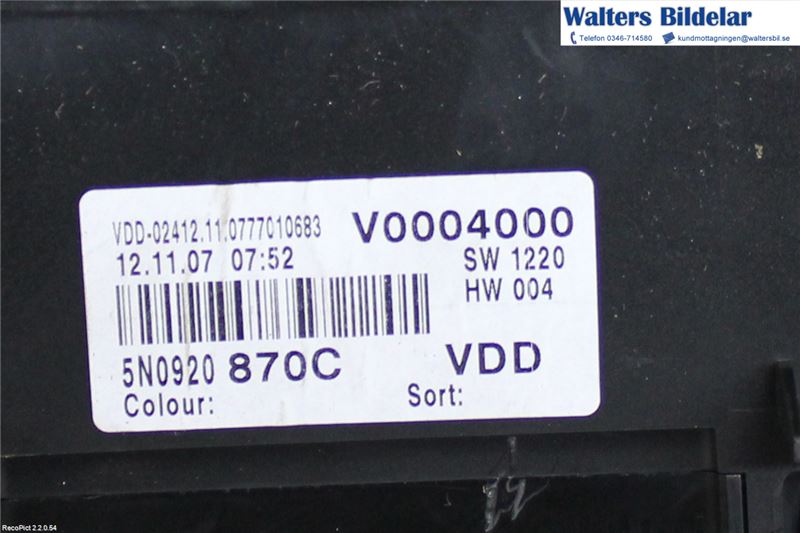 Walters Bildelar
Telefon 0346-714580 kundmottagningen@waltersbil.se
VDD-02412.11.0777010683 V0004000
12.11.07 07:52 SW 1220
HW 004
5N0920 870C VDD
Colour: Sort:
RecoPict 2.2.0.54